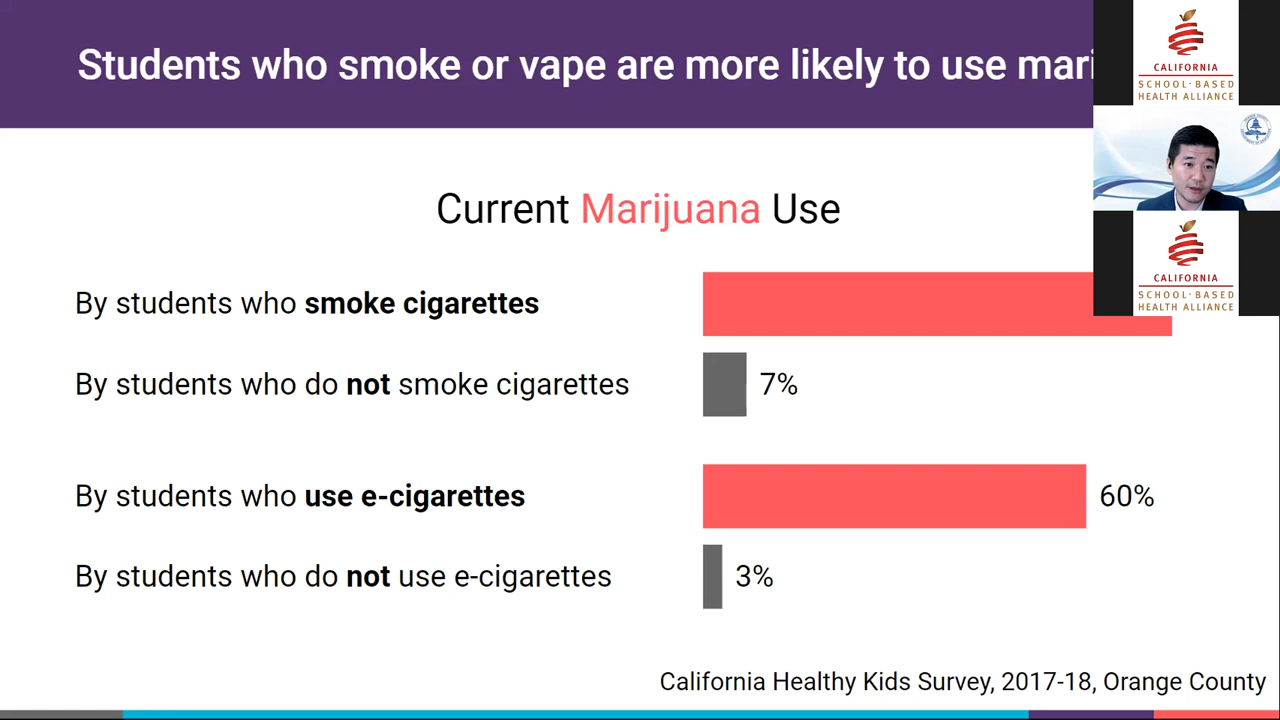 Students who smoke or vape are more likely to use
Current Marijuana Use
By students who smoke cigarettes
By students who do not smoke cigarettes
7%
By students who use e-cigarettes
60%
By students who do not use e-cigarettes
3%
California Healthy Kids Survey, 2017-18, Orange County
CALIFORNIA
SCHOOL-BASED
HEALTH ALLIANCE
CALIFORNIA
SCHOOL-BASED
HEALTH ALLIANCE